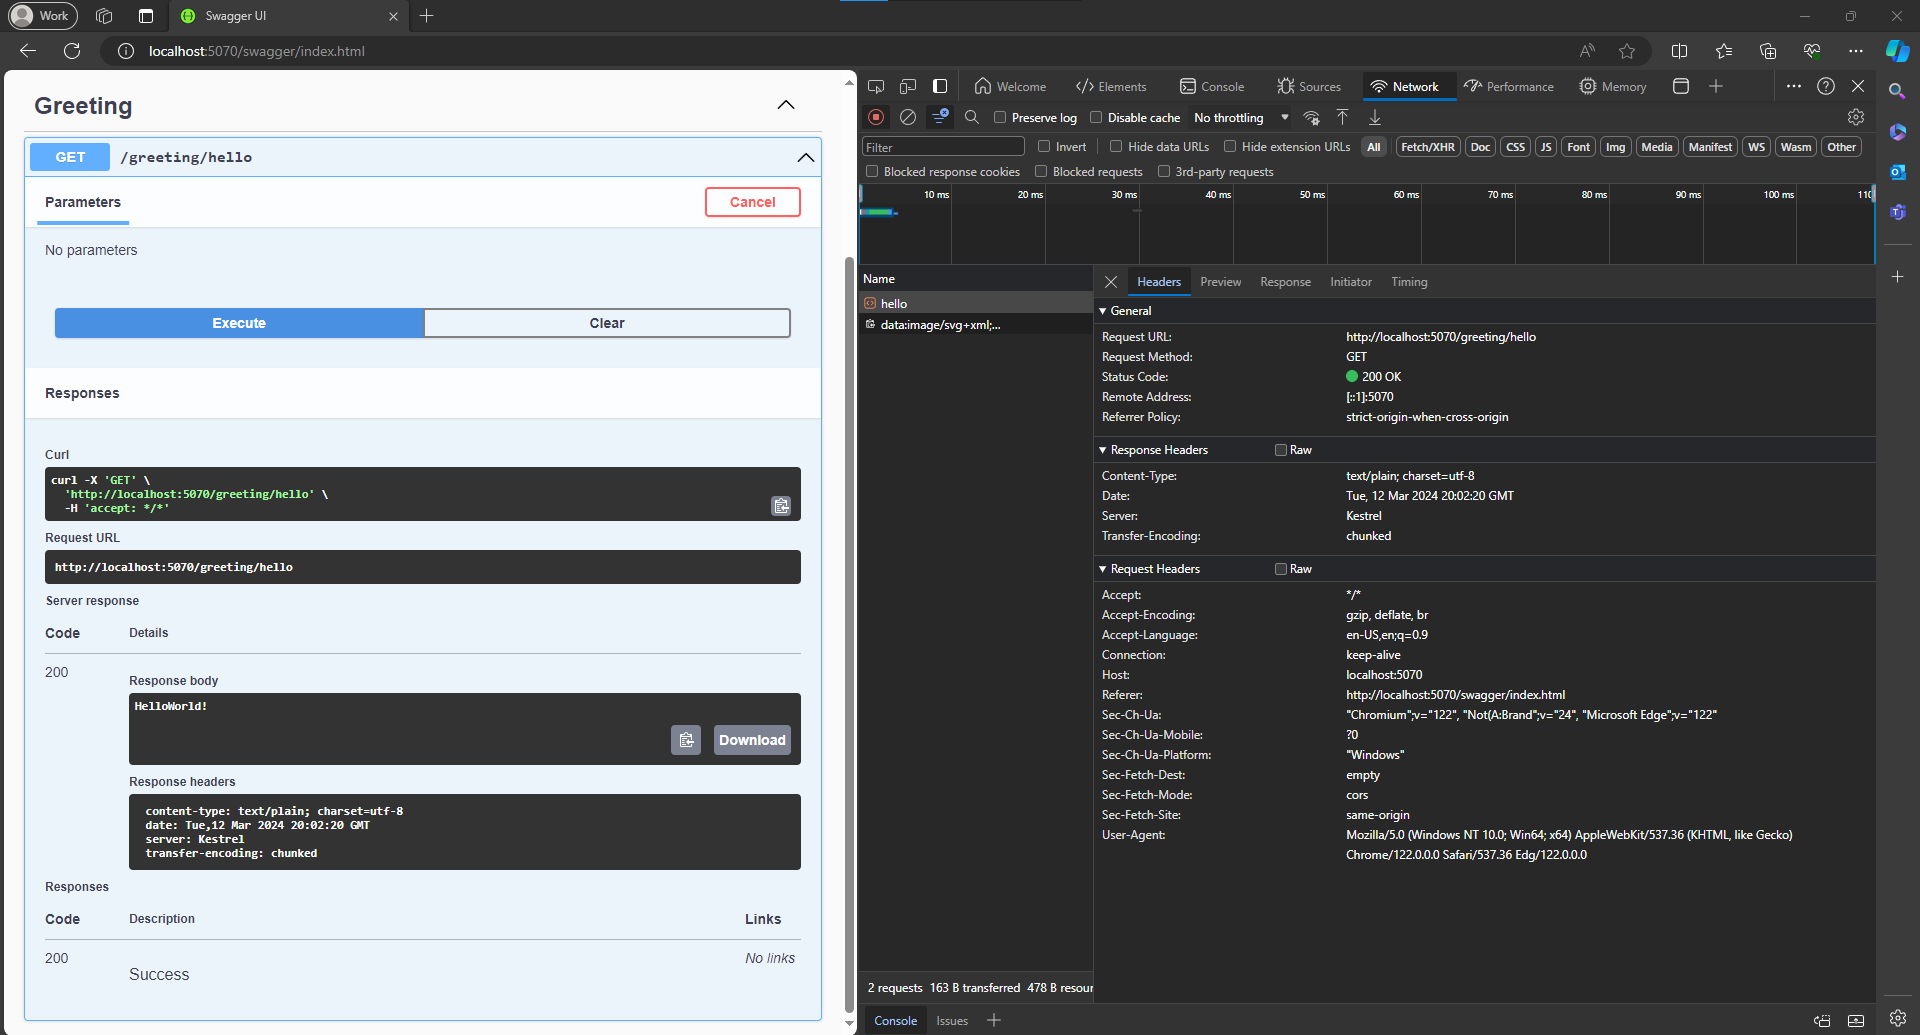 Work
Swagger UI
localhost:5070/swagger/index.html
Greeting
GET /greeting/hello
Parameters
Cancel
No parameters
Execute
Clear
Responses
Curl
curl -X 'GET' \
'http://localhost:5070/greeting/hello' \
-H 'accept: */*'
Request URL
http://localhost:5070/greeting/hello
Server response
Code Details
200
Response body
HelloWorld!
Download
Response headers
content-type: text/plain; charset=utf-8
date: Tue,12 Mar 2024 20:02:20 GMT
server: Kestrel
transfer-encoding: chunked
Responses
Code Description Links
200
Success
No links
Welcome Elements Console Sources Network Performance Memory
Preserve log Disable cache No throttling
Filter Invert Hide data URLs Hide extension URLs All Fetch/XHR Doc CSS JS Font Img Media Manifest WS Wasm Other
Blocked response cookies Blocked requests 3rd-party requests
10 ms 20 ms 30 ms 40 ms 50 ms 60 ms 70 ms 80 ms 90 ms 100 ms 110
Name
hello
data:image/svg+xml;...
Headers Preview Response Initiator Timing
General
Request URL: http://localhost:5070/greeting/hello
Request Method: GET
Status Code: 200 OK
Remote Address: [::1]:5070
Referrer Policy: strict-origin-when-cross-origin
Response Headers Raw
Content-Type: text/plain; charset=utf-8
Date: Tue, 12 Mar 2024 20:02:20 GMT
Server: Kestrel
Transfer-Encoding: chunked
Request Headers Raw
Accept: */*
Accept-Encoding: gzip, deflate, br
Accept-Language: en-US,en;q=0.9
Connection: keep-alive
Host: localhost:5070
Referer: http://localhost:5070/swagger/index.html
Sec-Ch-Ua: "Chromium";v="122", "Not(A:Brand";v="24", "Microsoft Edge";v="122"
Sec-Ch-Ua-Mobile: ?0
Sec-Ch-Ua-Platform: "Windows"
Sec-Fetch-Dest: empty
Sec-Fetch-Mode: cors
Sec-Fetch-Site: same-origin
User-Agent: Mozilla/5.0 (Windows NT 10.0; Win64; x64) AppleWebKit/537.36 (KHTML, like Gecko)
Chrome/122.0.0.0 Safari/537.36 Edg/122.0.0.0
2 requests 163 B transferred 478 B resour
Console Issues